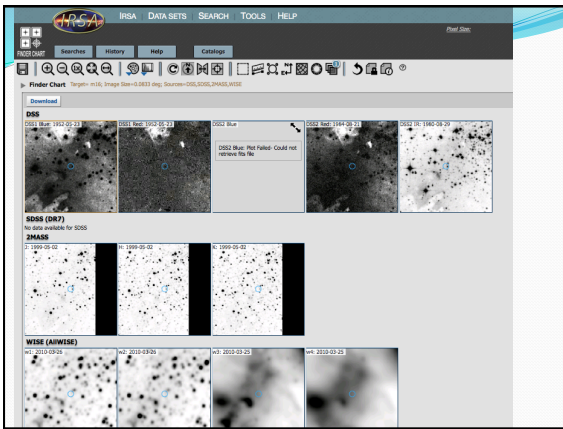 IRSA
IRSA DATA SETS SEARCH TOOLS HELP
Pixel Size:
FINDER CHART
Searches History Help Catalogs
Finder Chart Target= m16; Image Size=0.0833 deg; Sources=DSS,SDSS,2MASS,WISE
Download
DSS
DSS1 Blue: 1952-05-23 DSS1 Red: 1952-05-23 DSS2 Blue DSS2 Red: 1984-08-21 DSS2 IR: 1980-08-29
DSS2 Blue: Plot Failed- Could not
retrieve fits file
SDSS (DR7)
No data available for SDSS
2MASS
J: 1999-05-02 H: 1999-05-02 K: 1999-05-02
WISE (AllWISE)
w1: 2010-03-26 w2: 2010-03-26 w3: 2010-03-25 w4: 2010-03-25